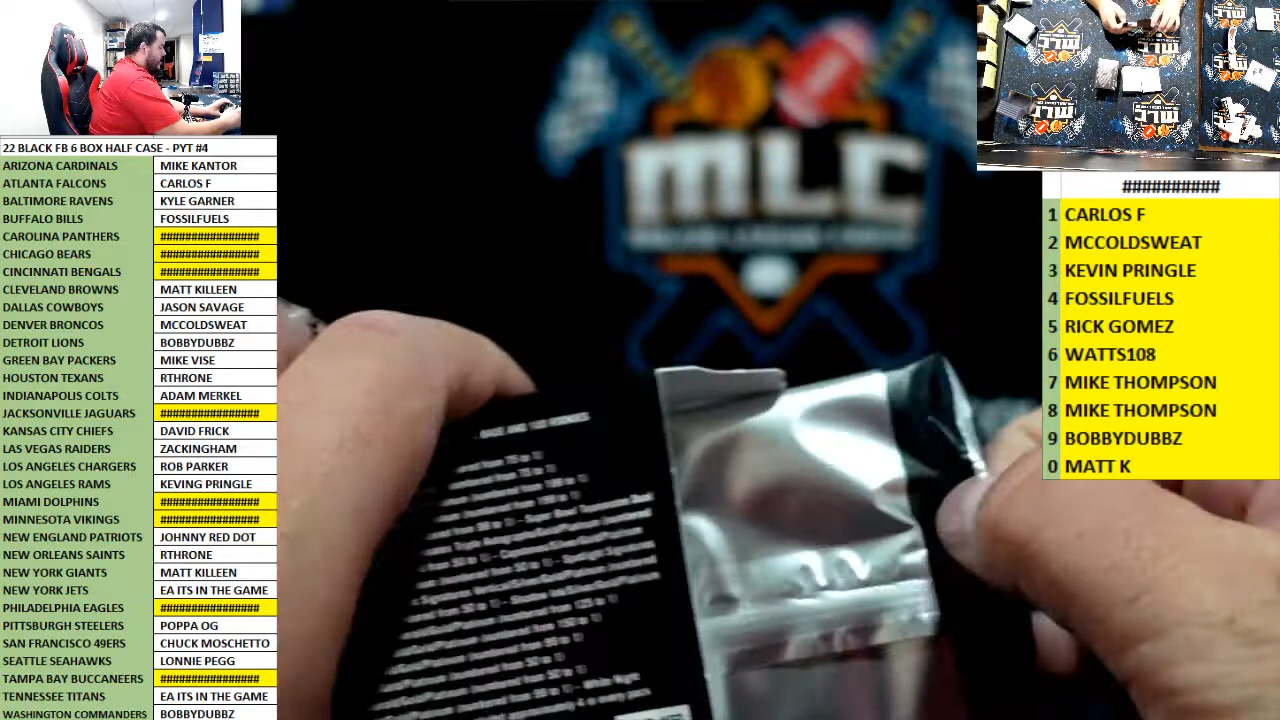 22 BLACK FB 6 BOX HALF CASE - PYT #4
ARIZONA CARDINALS MIKE KANTOR
ATLANTA FALCONS CARLOS F
BALTIMORE RAVENS KYLE GARNER
BUFFALO BILLS FOSSILFUELS
CAROLINA PANTHERS ################
CHICAGO BEARS ################
CINCINNATI BENGALS ################
CLEVELAND BROWNS MATT KILLEEN
DALLAS COWBOYS JASON SAVAGE
DENVER BRONCOS MCCOLDSWEAT
DETROIT LIONS BOBBYDUBBZ
GREEN BAY PACKERS MIKE VISE
HOUSTON TEXANS RTHRONE
INDIANAPOLIS COLTS ADAM MERKEL
JACKSONVILLE JAGUARS ################
KANSAS CITY CHIEFS DAVID FRICK
LAS VEGAS RAIDERS ZACKINGHAM
LOS ANGELES CHARGERS ROB PARKER
LOS ANGELES RAMS KEVING PRINGLE
MIAMI DOLPHINS ################
MINNESOTA VIKINGS ################
NEW ENGLAND PATRIOTS JOHNNY RED DOT
NEW ORLEANS SAINTS RTHRONE
NEW YORK GIANTS MATT KILLEEN
NEW YORK JETS EA ITS IN THE GAME
PHILADELPHIA EAGLES ################
PITTSBURGH STEELERS POPPA OG
SAN FRANCISCO 49ERS CHUCK MOSCHETTO
SEATTLE SEAHAWKS LONNIE PEGG
TAMPA BAY BUCCANEERS ################
TENNESSEE TITANS EA ITS IN THE GAME
WASHINGTON COMMANDERS BOBBYDUBBZ
MLC
##########
1 CARLOS F
2 MCCOLDSWEAT
3 KEVIN PRINGLE
4 FOSSILFUELS
5 RICK GOMEZ
6 WATTS108
7 MIKE THOMPSON
8 MIKE THOMPSON
9 BOBBYDUBBZ
0 MATT K